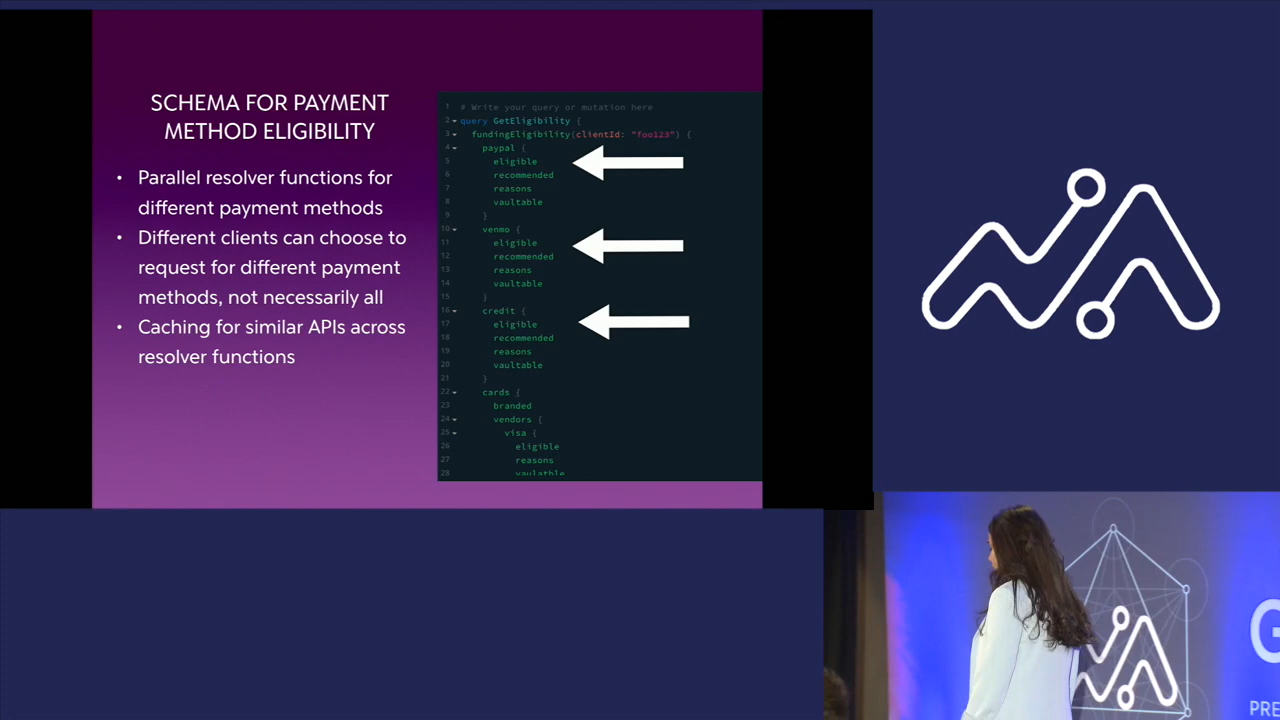 SCHEMA FOR PAYMENT
METHOD ELIGIBILITY
• Parallel resolver functions for
different payment methods
• Different clients can choose to
request for different payment
methods, not necessarily all
• Caching for similar APIs across
resolver functions
1 # Write your query or mutation here
2 query GetEligibility {
3 fundingEligibility(clientId: "foo123") {
4 paypal {
5 eligible
6 recommended
7 reasons
8 vaultable
9 }
10 venmo {
11 eligible
12 recommended
13 reasons
14 vaultable
15 }
16 credit {
17 eligible
18 recommended
19 reasons
20 vaultable
21 }
22 cards {
23 branded
24 vendors {
25 visa {
26 eligible
27 reasons
28 vaulatble
G
PRE